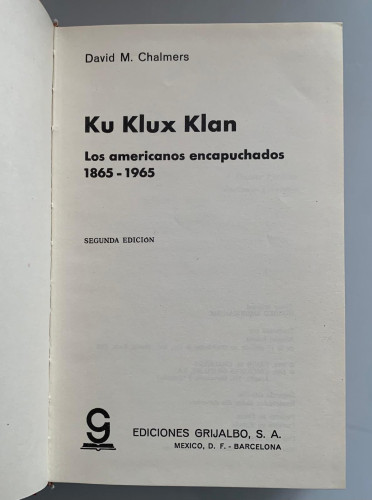 David M. Chalmers
Ku Klux Klan
Los americanos encapuchados
1865 - 1965
SEGUNDA EDICION
EDICIONES GRIJALBO, S. A.
MEXICO, D. F. - BARCELONA